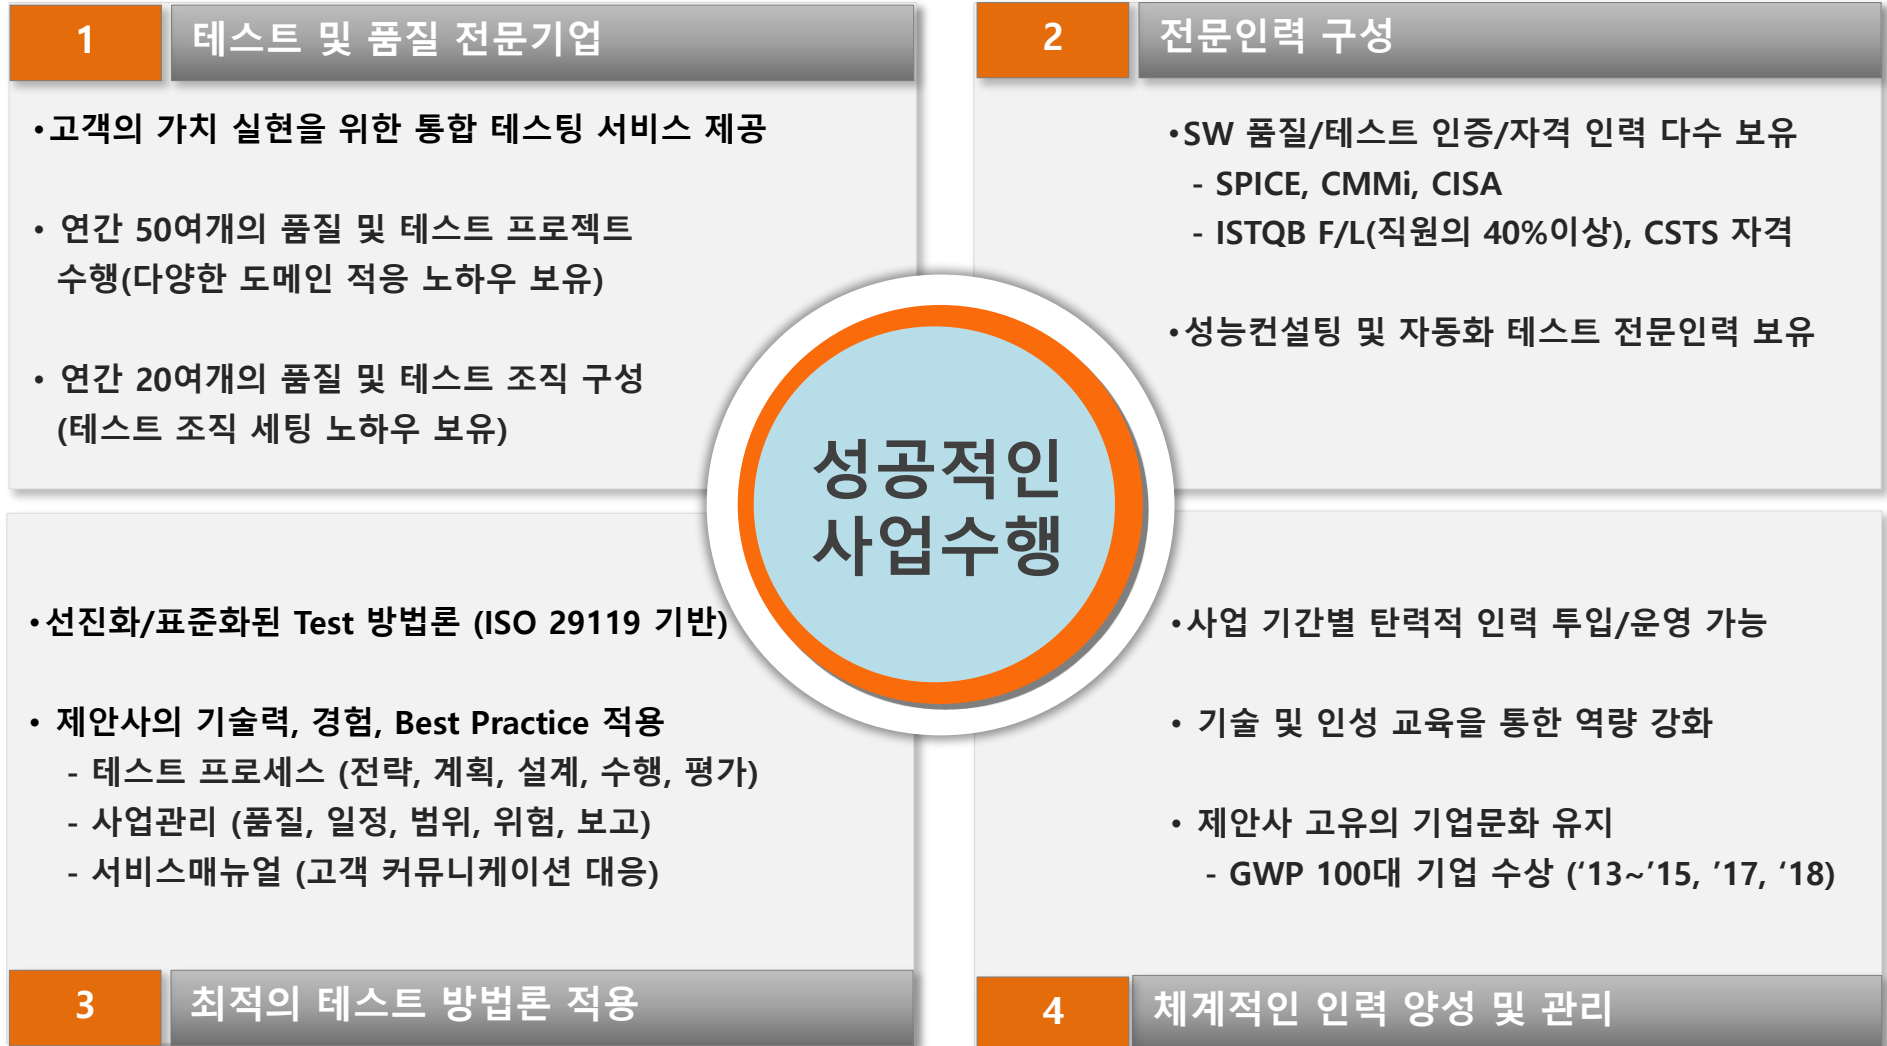 1
테스트 및 품질 전문기업
•고객의 가치 실현을 위한 통합 테스팅 서비스 제공
• 연간 50여개의 품질 및 테스트 프로젝트
수행(다양한 도메인 적응 노하우 보유)
• 연간 20여개의 품질 및 테스트 조직 구성
(테스트 조직 세팅 노하우 보유)
2
전문인력 구성
•SW 품질/테스트 인증/자격 인력 다수 보유
- SPICE, CMMi, CISA
- ISTQB F/L(직원의 40%이상), CSTS 자격
•성능컨설팅 및 자동화 테스트 전문인력 보유
성공적인
사업수행
•선진화/표준화된 Test 방법론 (ISO 29119 기반)
• 제안사의 기술력, 경험, Best Practice 적용
- 테스트 프로세스 (전략, 계획, 설계, 수행, 평가)
- 사업관리 (품질, 일정, 범위, 위험, 보고)
- 서비스매뉴얼 (고객 커뮤니케이션 대응)
3
최적의 테스트 방법론 적용
•사업 기간별 탄력적 인력 투입/운영 가능
• 기술 및 인성 교육을 통한 역량 강화
• 제안사 고유의 기업문화 유지
- GWP 100대 기업 수상 (‘13~’15, ’17, ‘18)
4
체계적인 인력 양성 및 관리